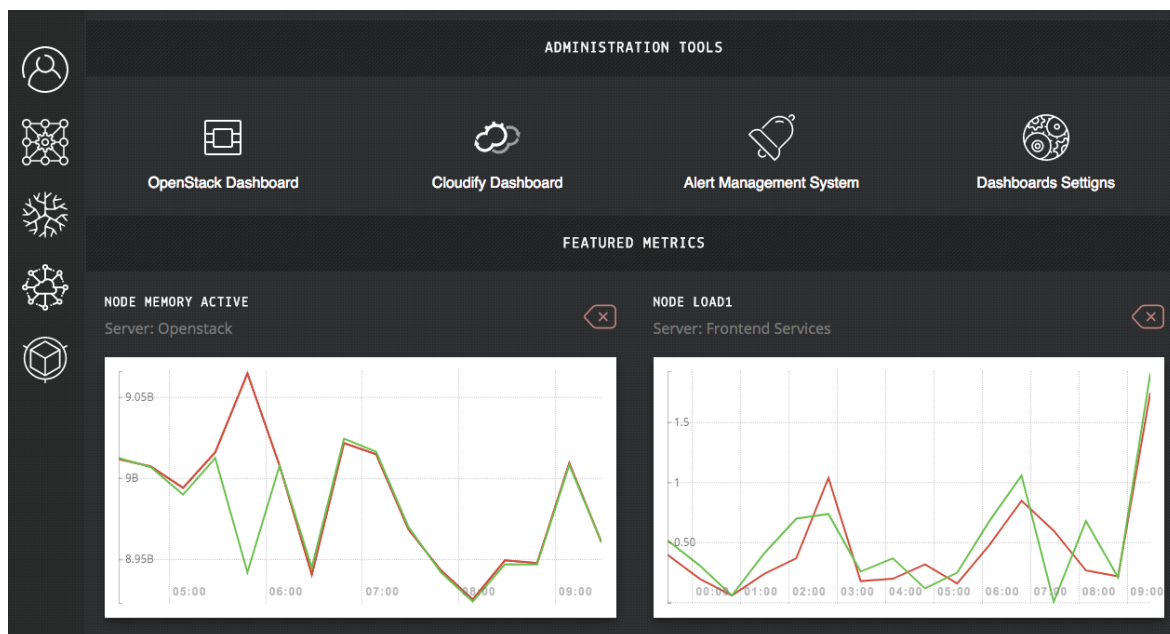 ADMINISTRATION TOOLS
OpenStack Dashboard Cloudify Dashboard Alert Management System Dashboards Settigns
FEATURED METRICS
NODE MEMORY ACTIVE
Server: Openstack
9.05B
9B
8.95B
05:00 06:00 07:00 08:00 09:00
NODE LOAD1
Server: Frontend Services
1.5
1
0.50
00:00 01:00 02:00 03:00 04:00 05:00 06:00 07:00 08:00 09:00